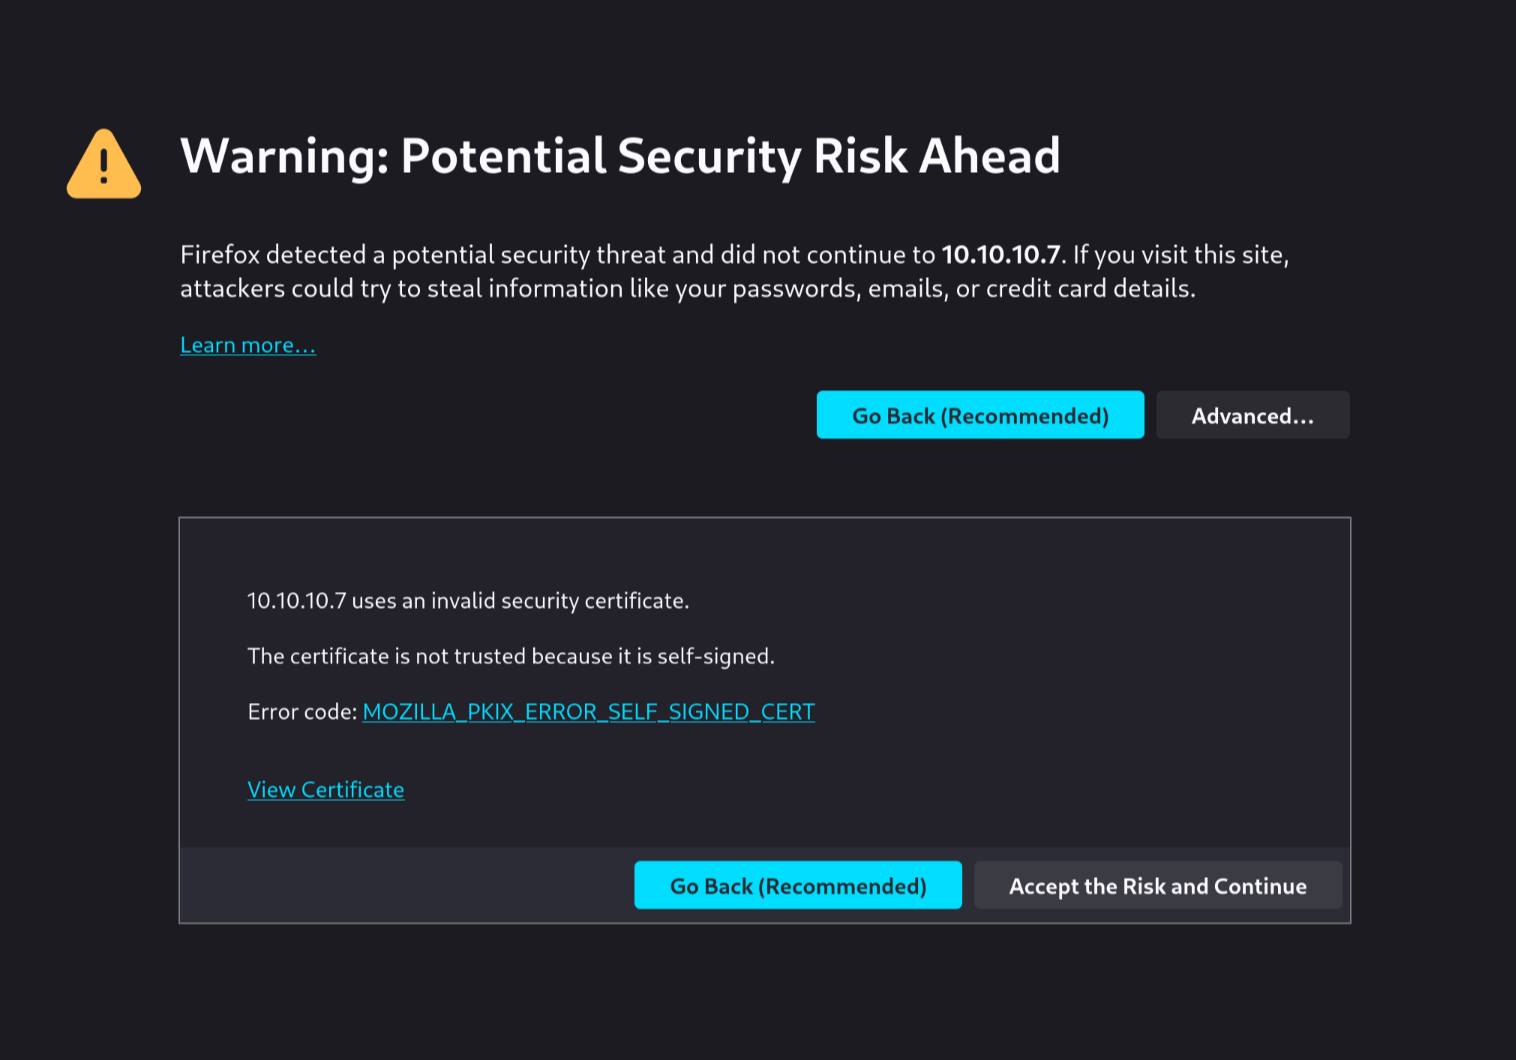 Warning: Potential Security Risk Ahead
Firefox detected a potential security threat and did not continue to 10.10.10.7. If you visit this site,
attackers could try to steal information like your passwords, emails, or credit card details.
Learn more…
Go Back (Recommended)
Advanced…
10.10.10.7 uses an invalid security certificate.
The certificate is not trusted because it is self-signed.
Error code: MOZILLA_PKIX_ERROR_SELF_SIGNED_CERT
View Certificate
Go Back (Recommended)
Accept the Risk and Continue